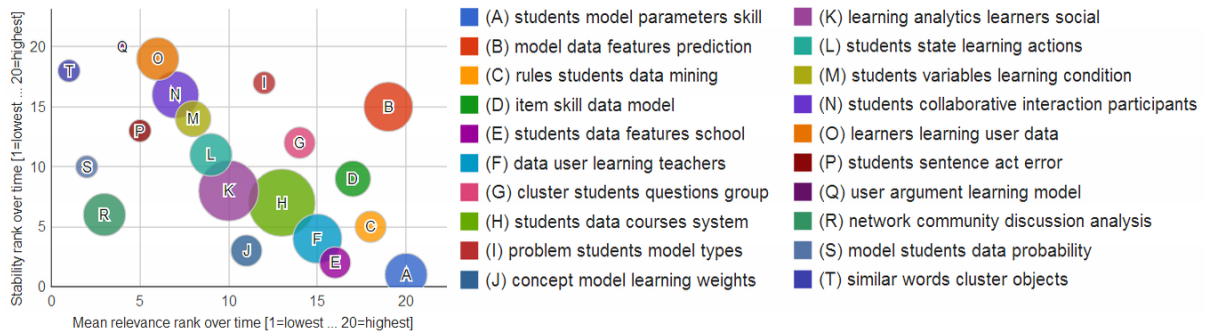 Stability rank over time [1=lowest ... 20=highest]
20
15
10
5
0
0
5
10
15
20
Mean relevance rank over time [1=lowest ... 20=highest]
Q
O
T
I
N
B
M
P
G
L
S
D
K
H
R
C
F
J
E
A
(A) students model parameters skill
(B) model data features prediction
(C) rules students data mining
(D) item skill data model
(E) students data features school
(F) data user learning teachers
(G) cluster students questions group
(H) students data courses system
(I) problem students model types
(J) concept model learning weights
(K) learning analytics learners social
(L) students state learning actions
(M) students variables learning condition
(N) students collaborative interaction participants
(O) learners learning user data
(P) students sentence act error
(Q) user argument learning model
(R) network community discussion analysis
(S) model students data probability
(T) similar words cluster objects